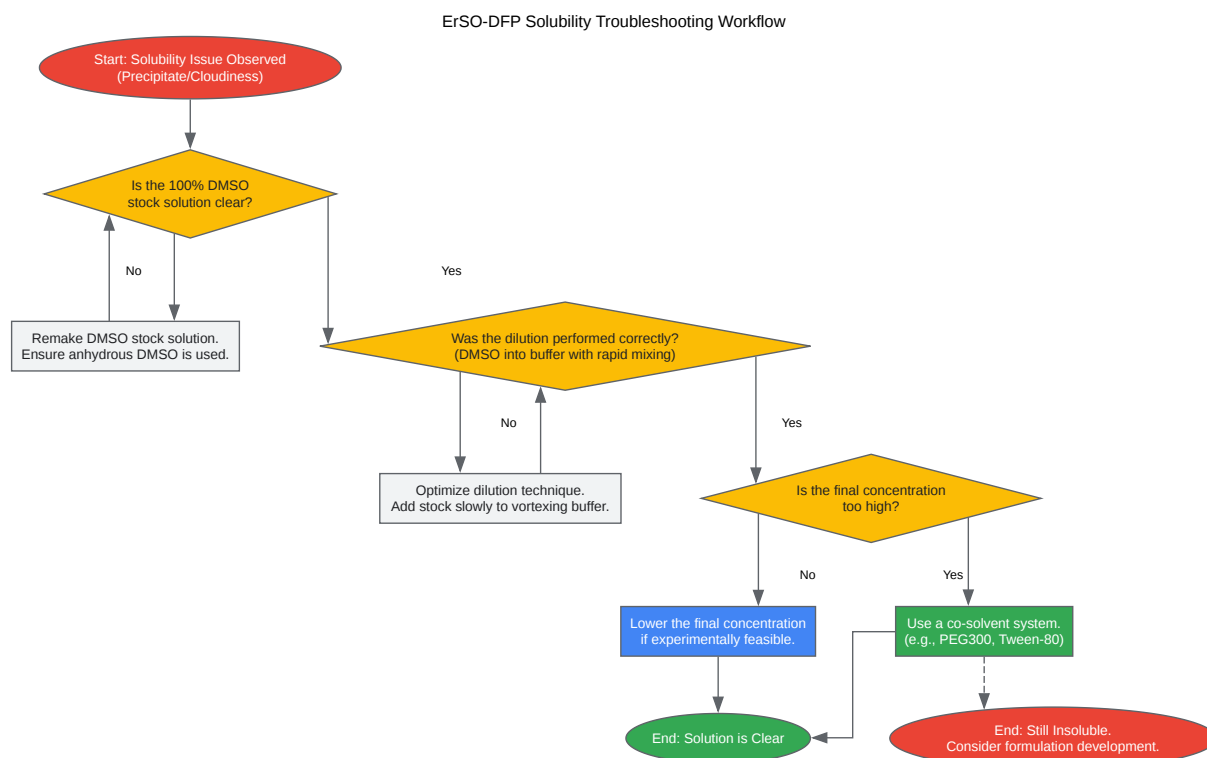 ErSO-DFP Solubility Troubleshooting Workflow
Start: Solubility Issue Observed
(Precipitate/Cloudiness)
Is the 100% DMSO
stock solution clear?
No
Yes
Remake DMSO stock solution.
Ensure anhydrous DMSO is used.
Was the dilution performed correctly?
(DMSO into buffer with rapid mixing)
No
Yes
Optimize dilution technique.
Add stock slowly to vortexing buffer.
Is the final concentration
too high?
No
Yes
Lower the final concentration
if experimentally feasible.
Use a co-solvent system.
(e.g., PEG300, Tween-80)
End: Solution is Clear
End: Still Insoluble.
Consider formulation development.